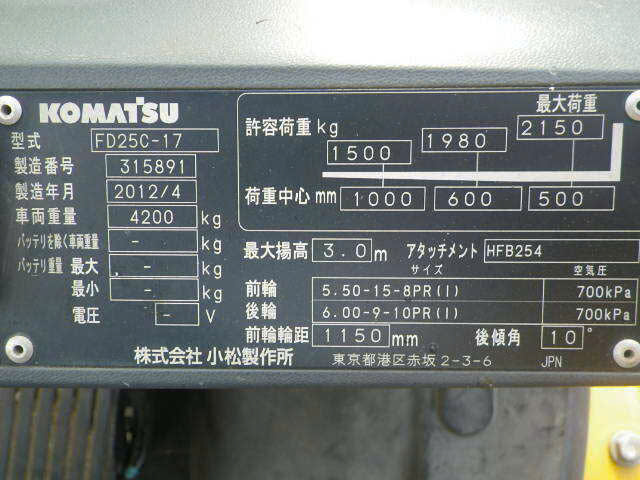 KOMATSU
型式 FD25C-17
製造番号 315891
製造年月 2012/4
車両重量 4200 kg
バッテリを除く車両重量 - kg
バッテリ重量 最大 - kg
最小 - kg
電圧 - V
最大荷重
許容荷重 kg 1500 1980 2150
荷重中心 mm 1000 600 500
最大揚高 3.0 m アタッチメント HFB254
サイズ 空気圧
前輪 5.50-15-8PR(I) 700kPa
後輪 6.00-9-10PR(I) 700kPa
前輪輪距 1150 mm 後傾角 10°
株式会社 小松製作所 東京都港区赤坂2-3-6 JPN